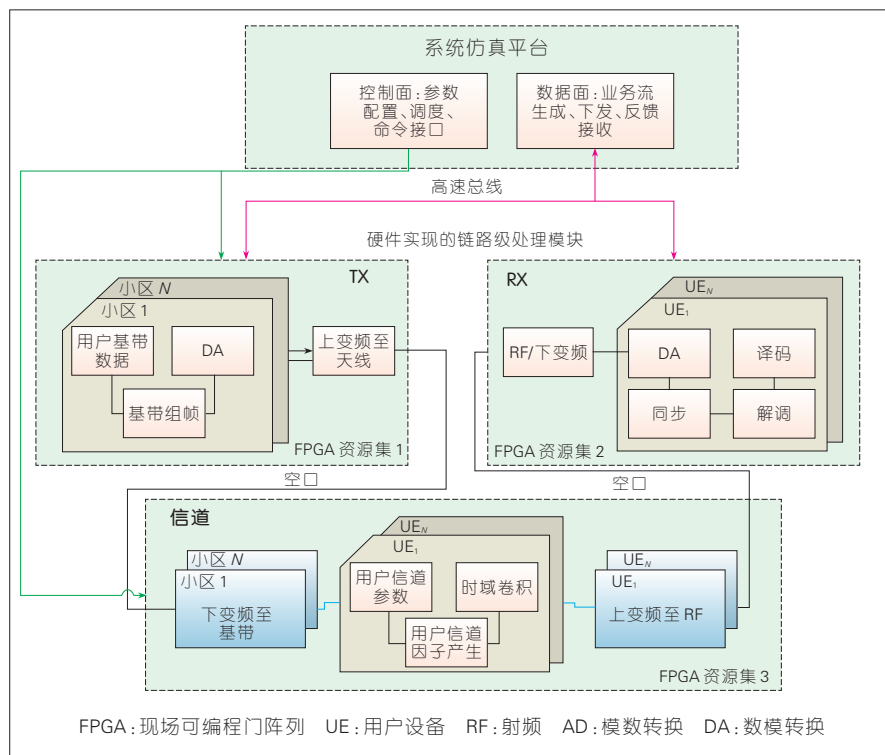 系统仿真平台
控制面:参数
配置、调度、
命令接口
数据面:业务流
生成、下发、反馈
接收
高速总线
硬件实现的链路级处理模块
TX
小区 N
小区 1
用户基带
数据
DA
基带组帧
上变频至
天线
FPGA 资源集 1
RX
UEN
UE1
RF/下变频
DA
译码
同步
解调
FPGA 资源集 2
空口
空口
信道
小区 N
小区 1
下变频至
基带
UEN
UE1
用户信道
参数
时域卷积
用户信道
因子产生
UEN
UE1
上变频至 RF
FPGA 资源集 3
FPGA:现场可编程门阵列 UE:用户设备 RF:射频 AD:模数转换 DA:数模转换